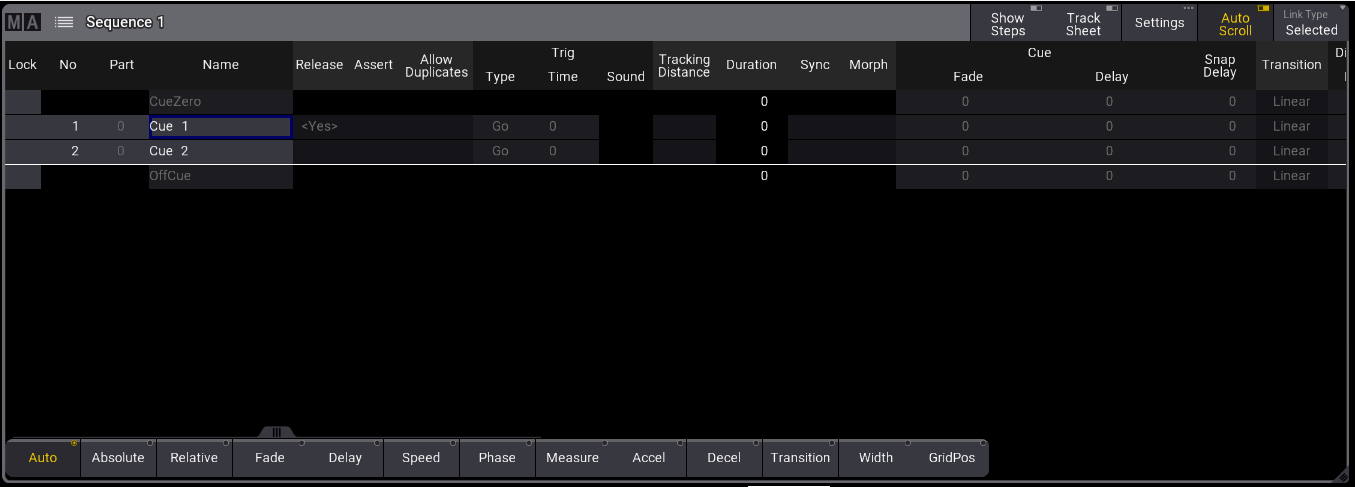 MA Sequence 1 Show Steps Track Sheet Settings Auto Scroll Link Type Selected
Lock No Part Name Release Assert Allow Duplicates Trig Type Time Sound Tracking Distance Duration Sync Morph Cue Fade Delay Snap Delay Transition Di
CueZero 0 0 0 0 Linear
1 0 Cue 1 <Yes> Go 0 0 0 0 0 Linear
2 0 Cue 2 Go 0 0 0 0 0 Linear
OffCue 0 0 0 0 Linear
Auto Absolute Relative Fade Delay Speed Phase Measure Accel Decel Transition Width GridPos